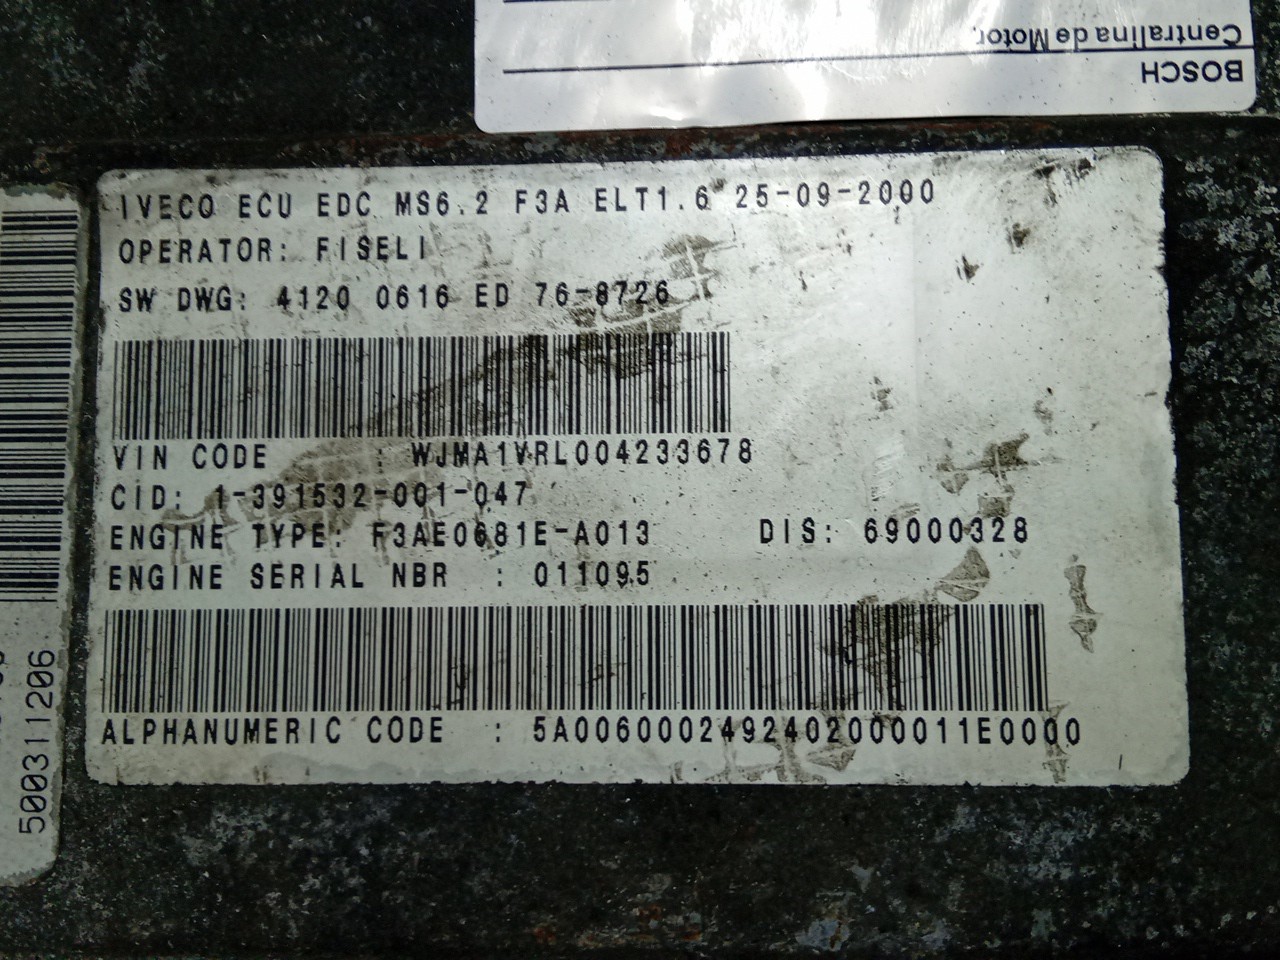 BOSCH
Centralina de Motor,
IVECO ECU EDC MS6.2 F3A ELT1.6 25-09-2000
OPERATOR: FISELI
SW DWG: 4120 0616 ED 76-8726
VIN CODE : WJMA1VRL004233678
CID: 1-391532-001-047
ENGINE TYPE: F3AE0681E-A013 DIS: 69000328
ENGINE SERIAL NBR : 011095
ALPHANUMERIC CODE : 5A0060002492402000011E0000
500311206